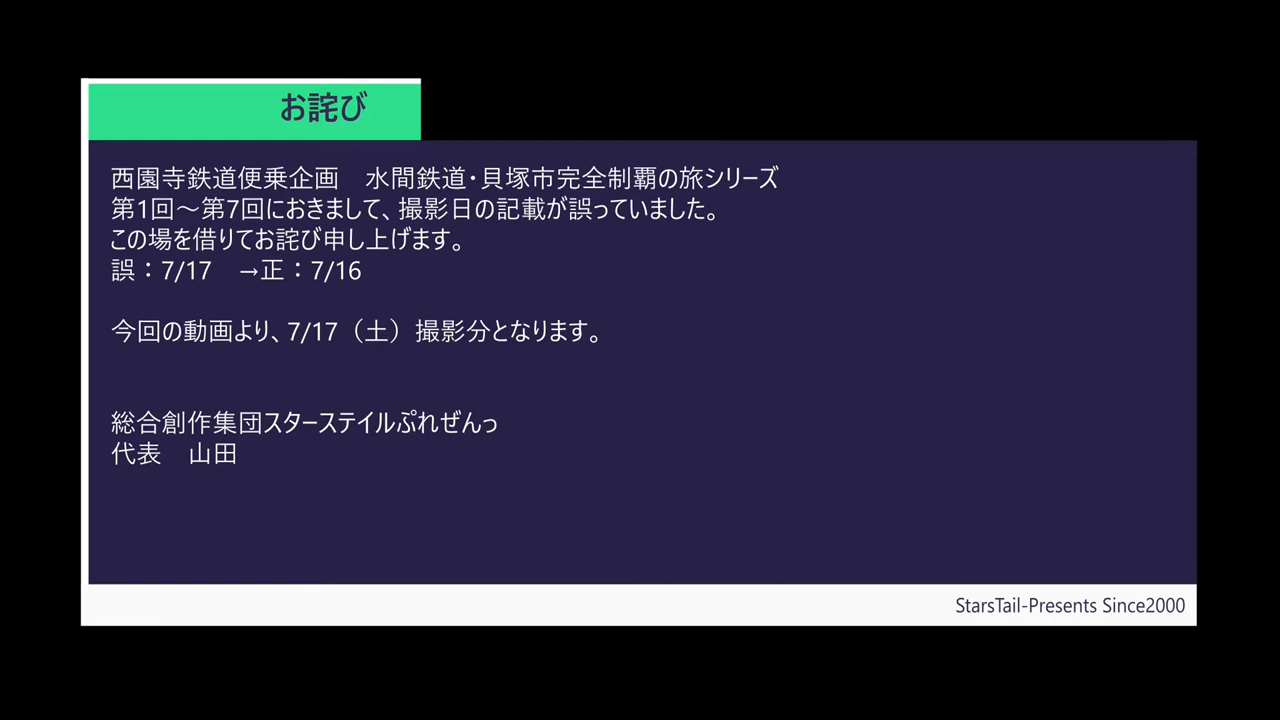 お詫び
西園寺鉄道便乗企画　水間鉄道・貝塚市完全制覇の旅シリーズ
第1回～第7回におきまして、撮影日の記載が誤っていました。
この場を借りてお詫び申し上げます。
誤：7/17　→正：7/16
今回の動画より、7/17（土）撮影分となります。
総合創作集団スターステイルぷれぜんっ
代表　山田
StarsTail-Presents Since2000